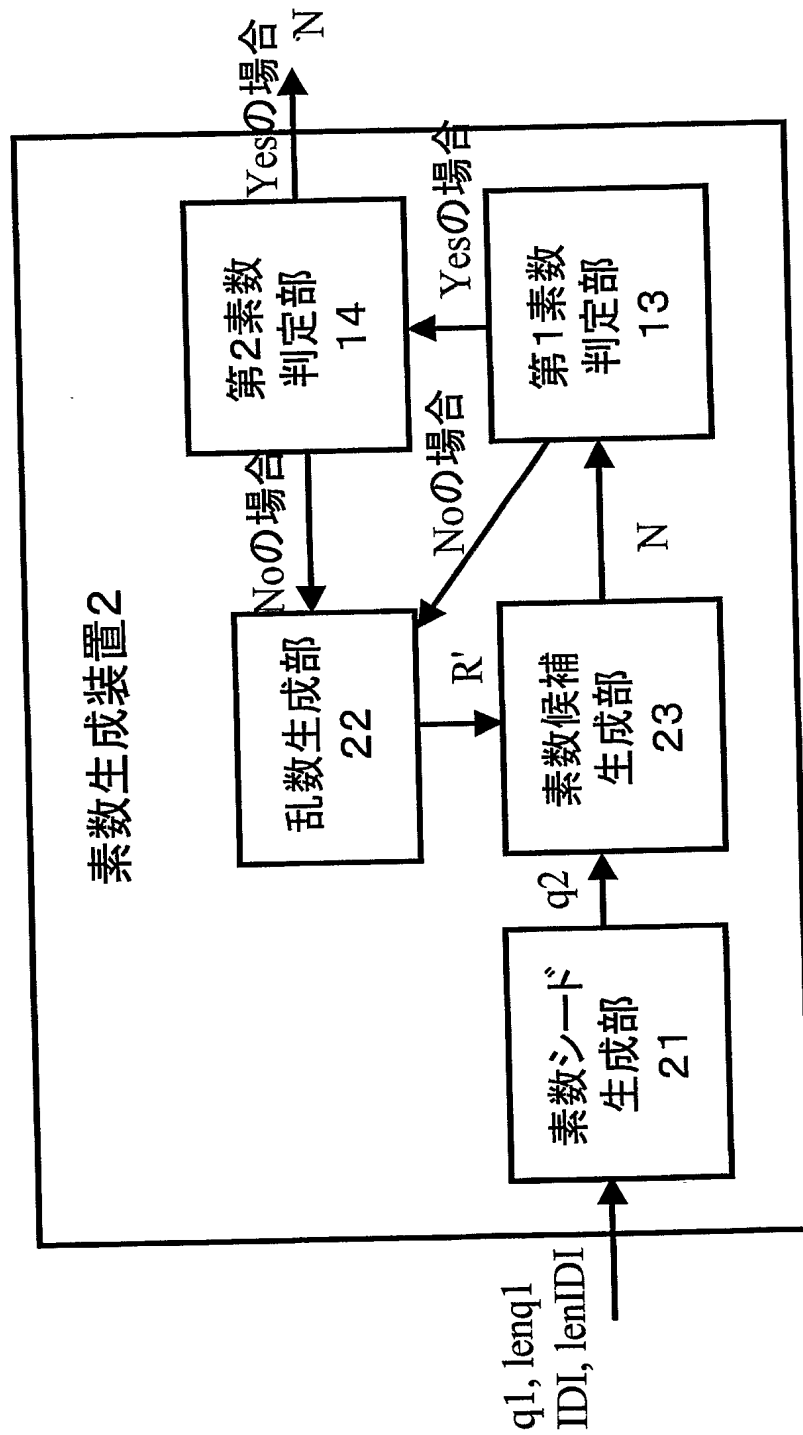 素数生成装置2
q1, lenq1
IDI, lenIDI
素数シード
生成部
21
q2
乱数生成部
22
R'
素数候補
生成部
23
N
第1素数
判定部
13
Noの場合
Yesの場合
第2素数
判定部
14
Noの場合
Yesの場合
N